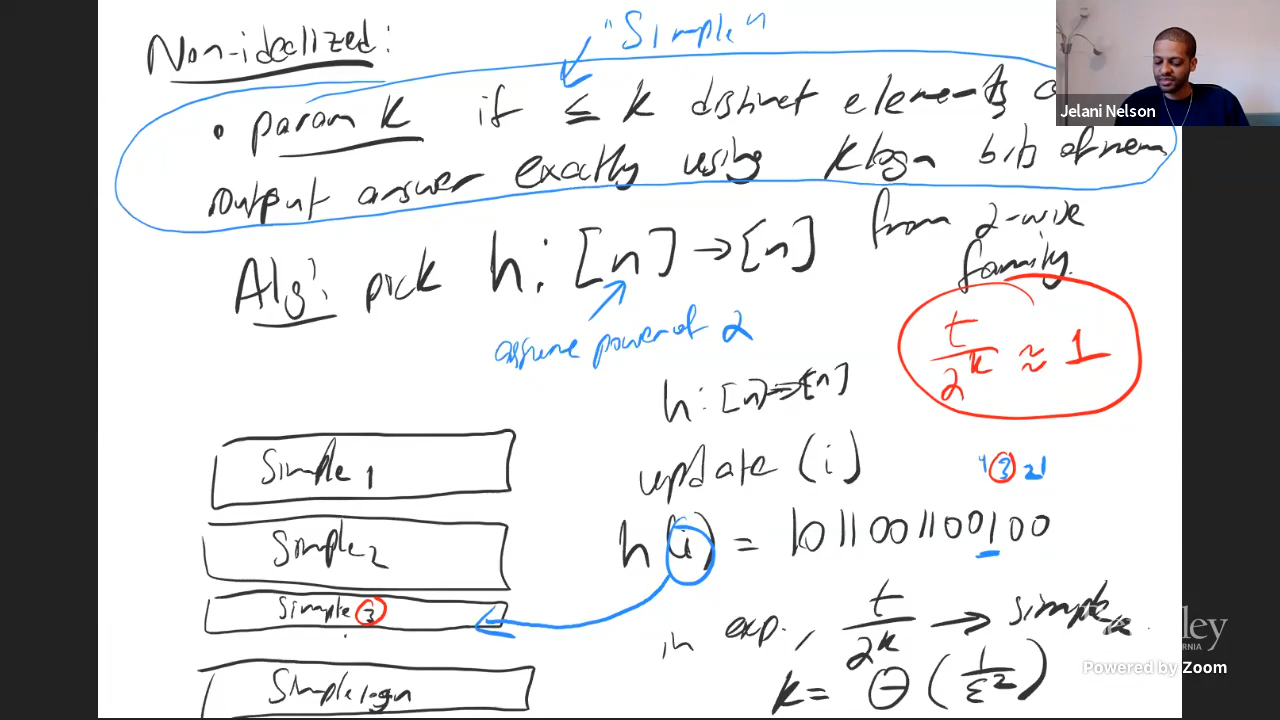 Non-idealized:
"Simple"
• param k if ≤ k distinct elements
output answer exactly using k log n bits of mem
Alg: pick h: [n] → [n] from 2-wise
family.
assume power of 2
t/2^k ≈ 1
h: [n] → [n]
update (i)
4 3 2 1
h(i) = 1011001100100
in exp., t/2^k → simple k
k = Θ(1/ε²)
Simple 1
Simple 2
Simple 3
Simple log n
Jelani Nelson
Powered by Zoom